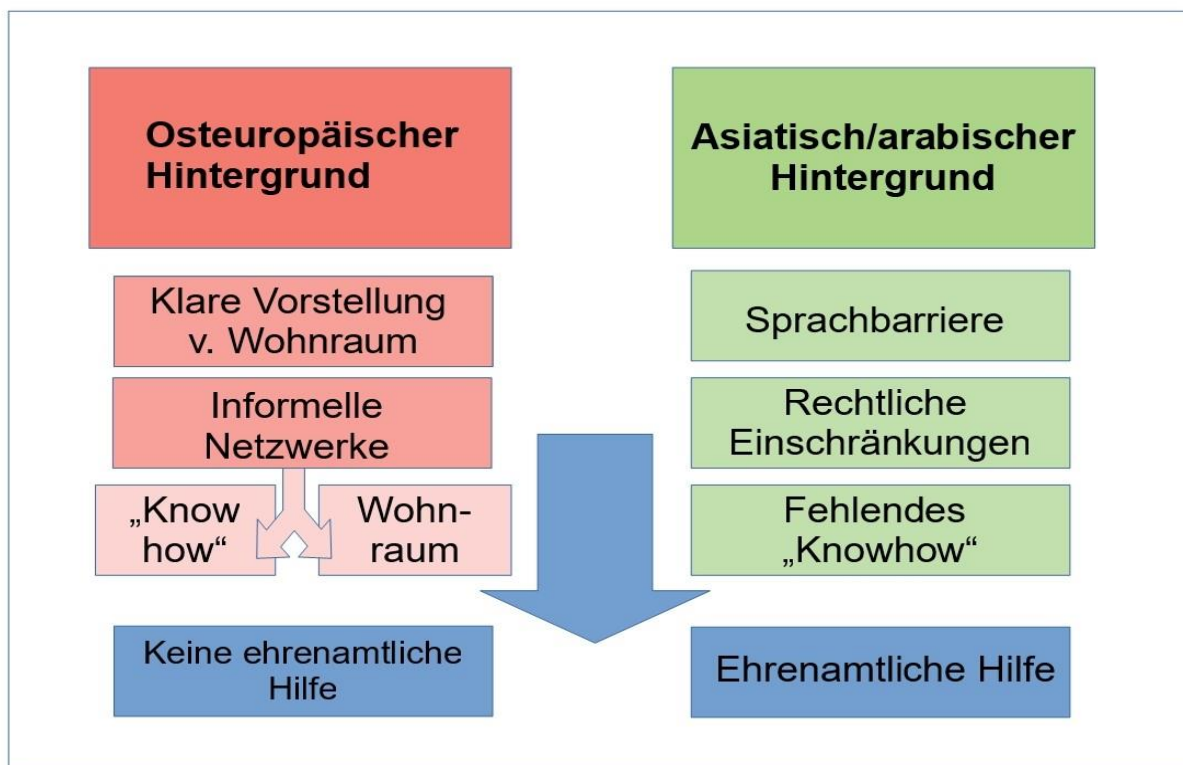 Osteuropäischer
Hintergrund
Klare Vorstellung
v. Wohnraum
Informelle
Netzwerke
„Know
how“
Wohn-
raum
Keine ehrenamtliche
Hilfe
Asiatisch/arabischer
Hintergrund
Sprachbarriere
Rechtliche
Einschränkungen
Fehlendes
„Knowhow“
Ehrenamtliche Hilfe